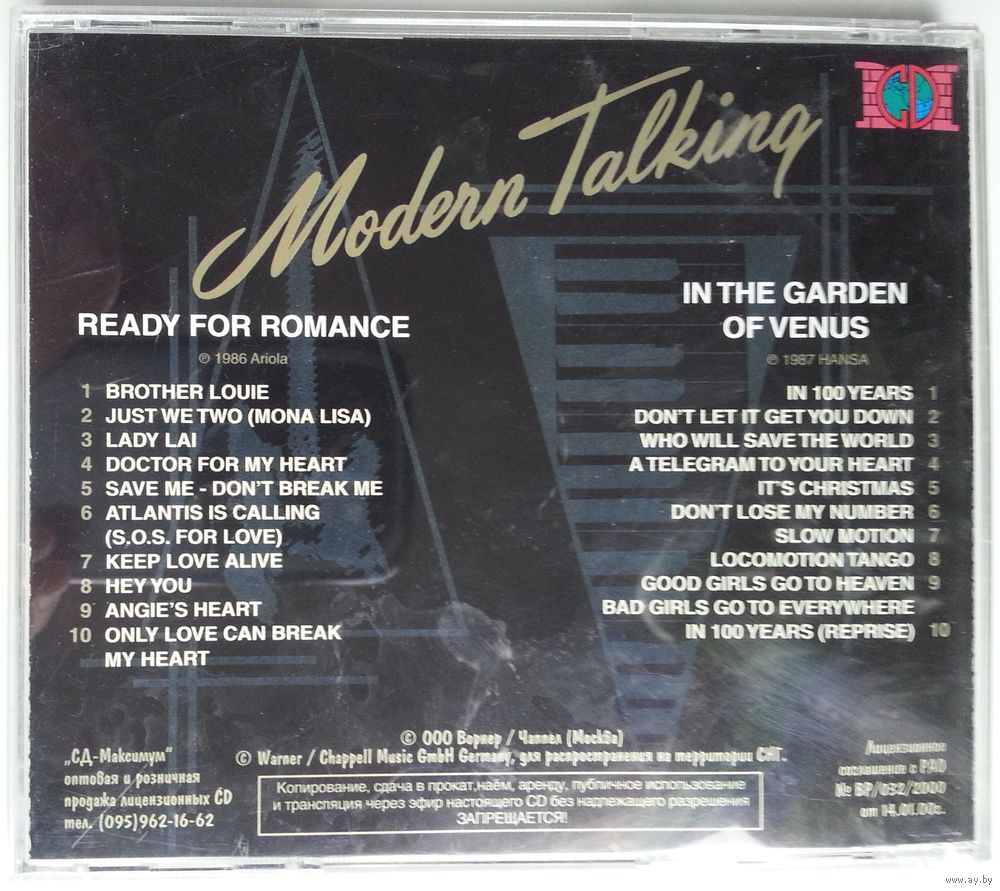 Modern Talking
CD
READY FOR ROMANCE
℗ 1986 Ariola
1 BROTHER LOUIE
2 JUST WE TWO (MONA LISA)
3 LADY LAI
4 DOCTOR FOR MY HEART
5 SAVE ME - DON'T BREAK ME
6 ATLANTIS IS CALLING
(S.O.S. FOR LOVE)
7 KEEP LOVE ALIVE
8 HEY YOU
9 ANGIE'S HEART
10 ONLY LOVE CAN BREAK
MY HEART
IN THE GARDEN
OF VENUS
℗ 1987 HANSA
IN 100 YEARS 1
DON'T LET IT GET YOU DOWN 2
WHO WILL SAVE THE WORLD 3
A TELEGRAM TO YOUR HEART 4
IT'S CHRISTMAS 5
DON'T LOSE MY NUMBER 6
SLOW MOTION 7
LOCOMOTION TANGO 8
GOOD GIRLS GO TO HEAVEN 9
BAD GIRLS GO TO EVERYWHERE
IN 100 YEARS (REPRISE) 10
„СД-Максимум"
оптовая и розничная
продажа лицензионных CD
тел. (095)962-16-62
© ООО Ворнер / Чаппел (МоскSа)
© Warner / Chappell Music GmbH Germany, для распространения на территории СНГ.
Копирование, сдача в прокат,наём, аренду, публичное использование
и трансляция через эфир настоящего CD без надлежащего разрешения
ЗАПРЕЩАЕТСЯ!
Лицензионное
соглашение с РАО
№ ВР/032/2000
от 14.01.00г.
www.ay.by